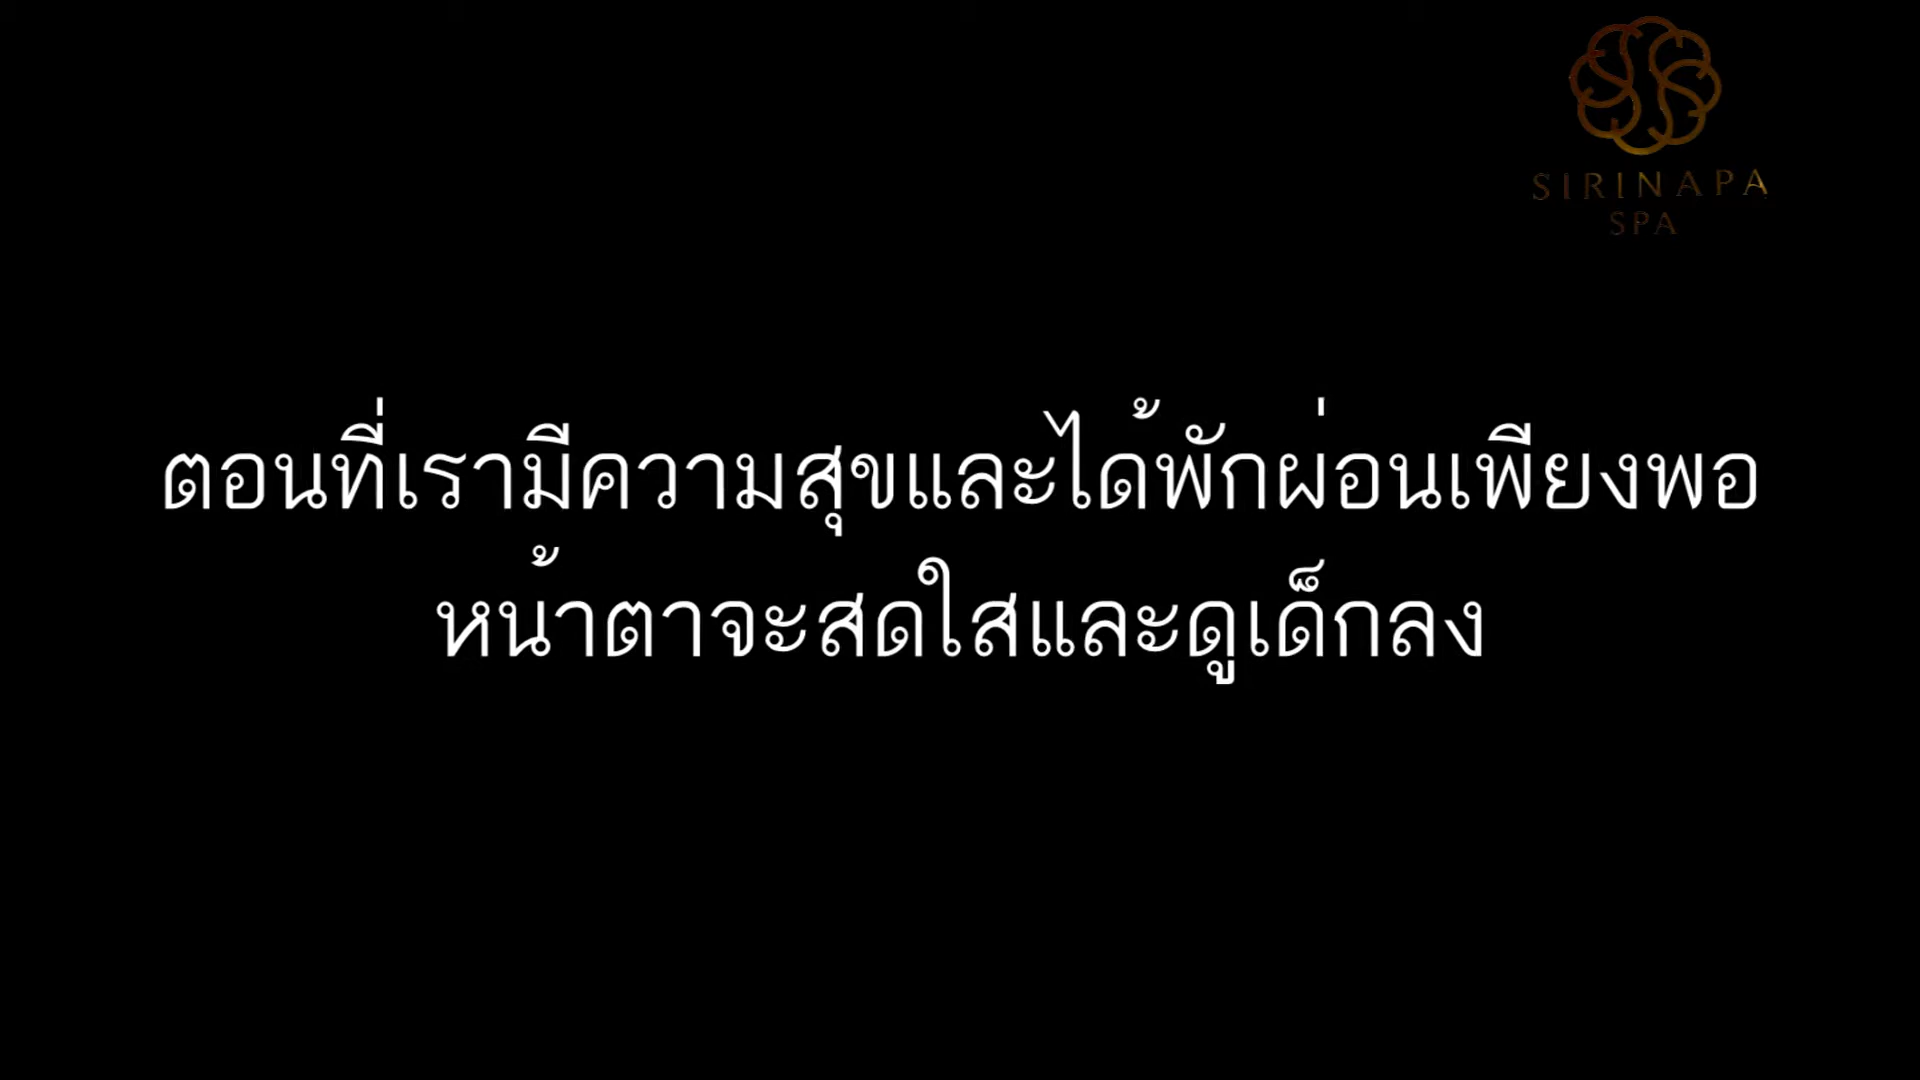 SIRINAPA
SPA
ตอนที่เรามีความสุขและได้พักผ่อนเพียงพอ
หน้าตาจะสดใสและดูเด็กลง